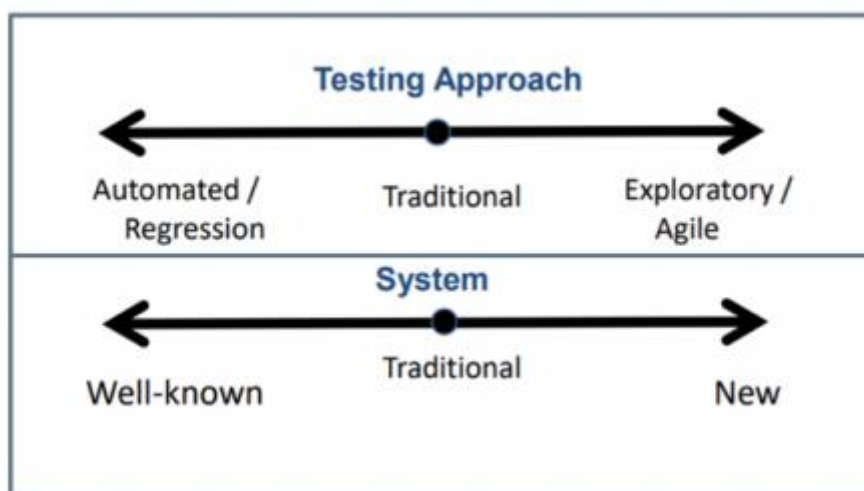 Testing Approach
Automated / Regression
Traditional
Exploratory / Agile
System
Traditional
Well-known
New